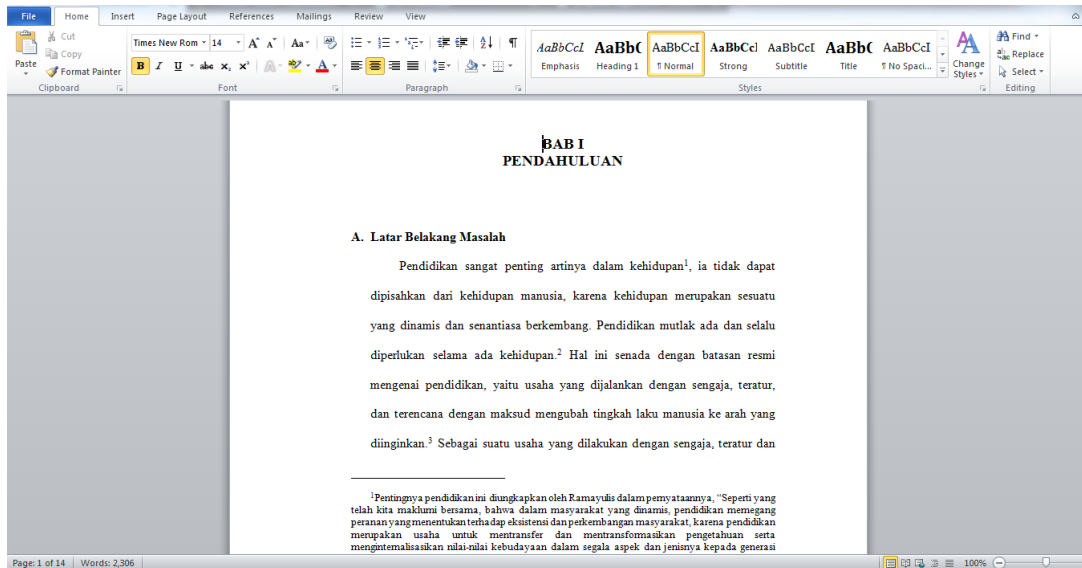 File Home Insert Page Layout References Mailings Review View
Cut
Copy
Paste
Format Painter
Clipboard
Times New Rom 14
B I U abc x₂ x²
Font
Paragraph
AaBbCcI AaBb( AaBbCcI AaBbCcl AaBbCcI AaBb( AaBbCcI
Emphasis Heading 1 ¶ Normal Strong Subtitle Title ¶ No Spaci...
Change Styles
Styles
Find
Replace
Select
Editing
BAB I
PENDAHULUAN
A. Latar Belakang Masalah
Pendidikan sangat penting artinya dalam kehidupan¹, ia tidak dapat
dipisahkan dari kehidupan manusia, karena kehidupan merupakan sesuatu
yang dinamis dan senantiasa berkembang. Pendidikan mutlak ada dan selalu
diperlukan selama ada kehidupan.² Hal ini senada dengan batasan resmi
mengenai pendidikan, yaitu usaha yang dijalankan dengan sengaja, teratur,
dan terencana dengan maksud mengubah tingkah laku manusia ke arah yang
diinginkan.³ Sebagai suatu usaha yang dilakukan dengan sengaja, teratur dan
¹Pentingnya pendidikan ini diungkapkan oleh Ramayulis dalam pernyataannya, “Seperti yang
telah kita maklumi bersama, bahwa dalam masyarakat yang dinamis, pendidikan memegang
peranan yang menentukan terhadap eksistensi dan perkembangan masyarakat, karena pendidikan
merupakan usaha untuk mentransfer dan mentransformasikan pengetahuan serta
menginternalisasikan nilai-nilai kebudayaan dalam segala aspek dan jenisnya kepada generasi
Page: 1 of 14 Words: 2,306 100%